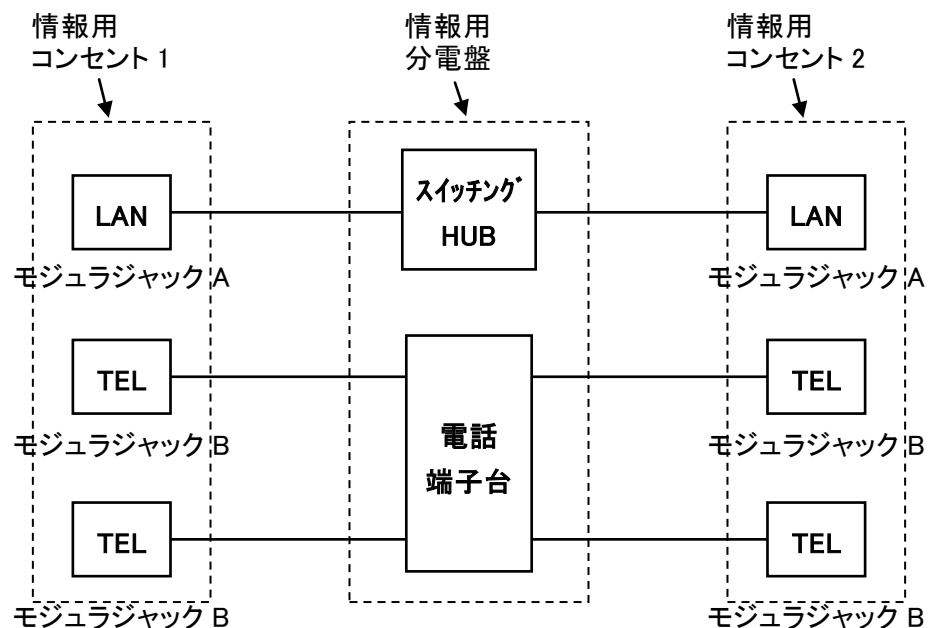 情報用
コンセント 1
情報用
分電盤
情報用
コンセント 2
LAN
モジュラジャック A
スイッチング
HUB
LAN
モジュラジャック A
TEL
モジュラジャック B
電話
端子台
TEL
モジュラジャック B
TEL
モジュラジャック B
TEL
モジュラジャック B